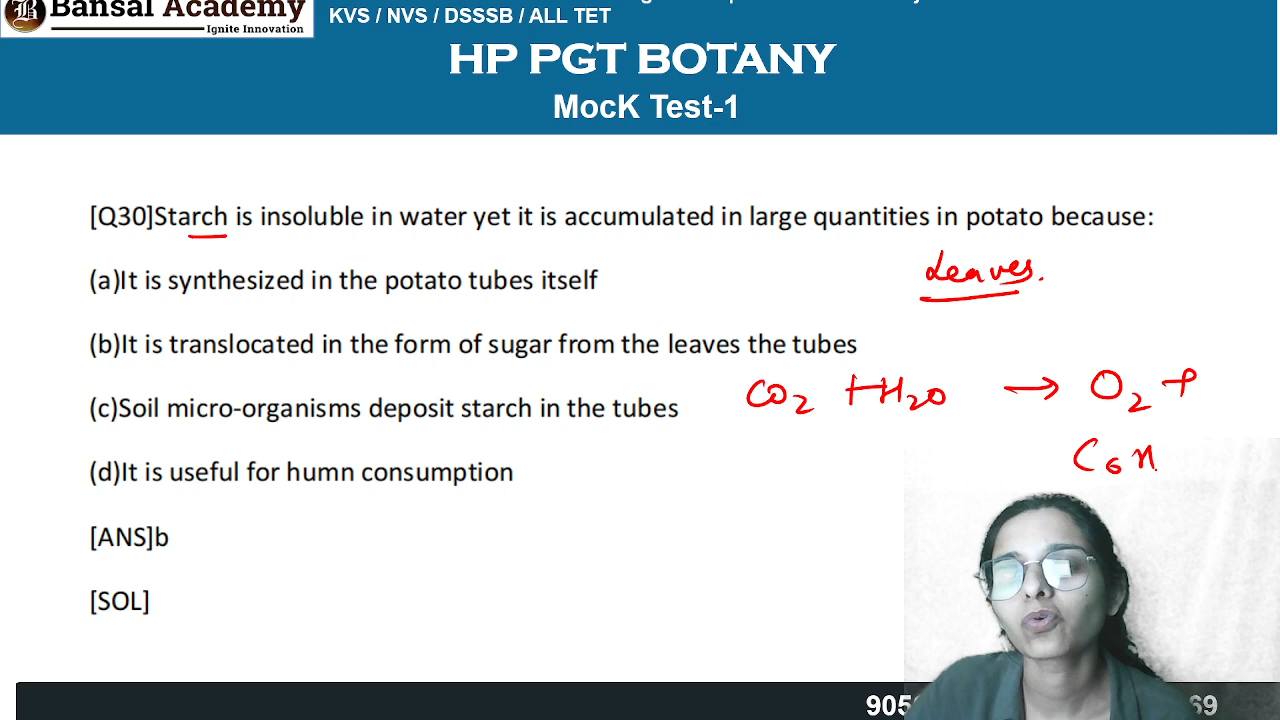 Bansal Academy
Ignite Innovation
KVS / NVS / DSSSB / ALL TET
HP PGT BOTANY
MocK Test-1
[Q30]Starch is insoluble in water yet it is accumulated in large quantities in potato because:
Leaves.
(a)It is synthesized in the potato tubes itself
(b)It is translocated in the form of sugar from the leaves the tubes
CO2 + H2O → O2 +
(c)Soil micro-organisms deposit starch in the tubes
C6H
(d)It is useful for humn consumption
[ANS]b
[SOL]
905
69